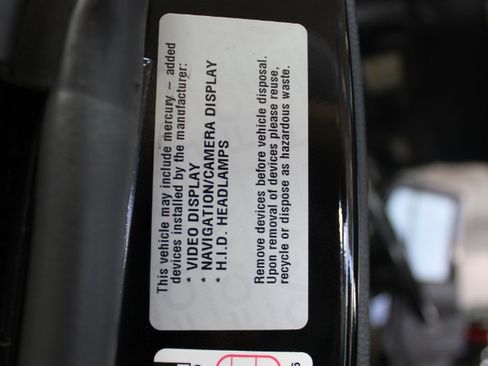 This vehicle may include mercury – added
devices installed by the manufacturer:
* VIDEO DISPLAY
* NAVIGATION/CAMERA DISPLAY
* H.I.D. HEADLAMPS
Remove devices before vehicle disposal.
Upon removal of devices please reuse,
recycle or dispose as hazardous waste.